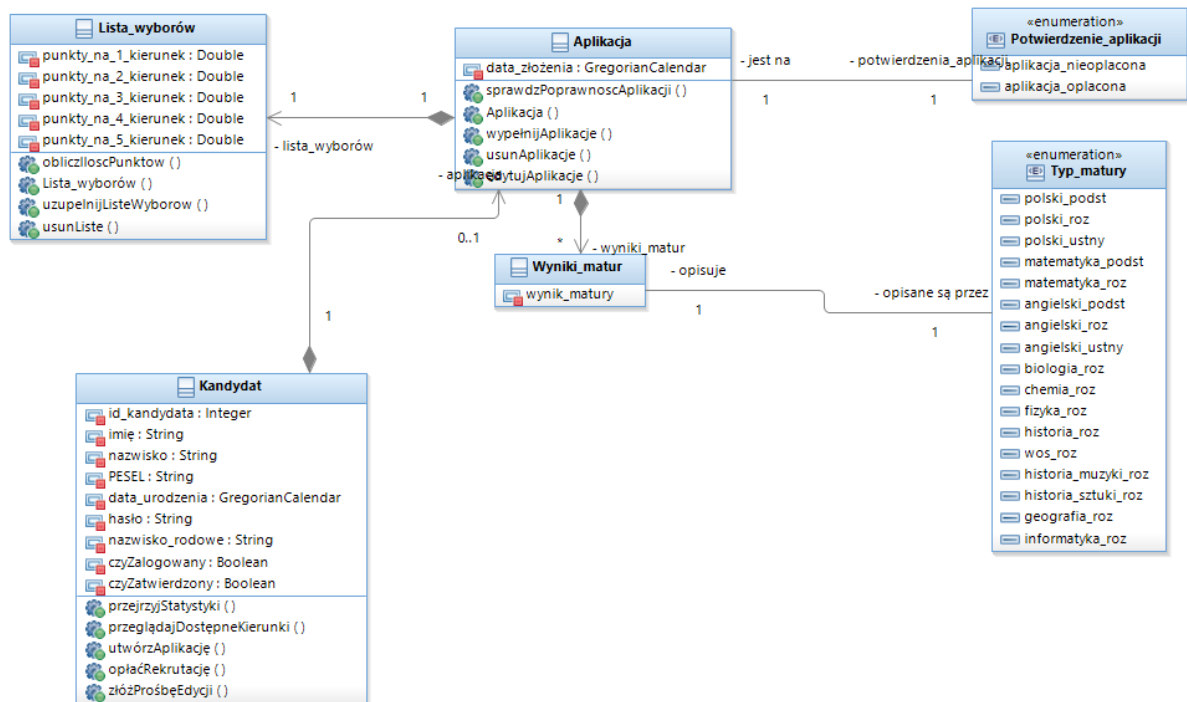 Lista_wyborów
punkty_na_1_kierunek : Double
punkty_na_2_kierunek : Double
punkty_na_3_kierunek : Double
punkty_na_4_kierunek : Double
punkty_na_5_kierunek : Double
obliczIloscPunktow ( )
Lista_wyborów ( )
uzupelnijListeWyborow ( )
usunListe ( )
1
1
- lista_wyborów
Aplikacja
data_złożenia : GregorianCalendar
sprawdzPoprawnoscAplikacji ( )
Aplikacja ( )
wypełnijAplikacje ( )
usunAplikacje ( )
edytujAplikacje ( )
- aplikacja
- jest na
- potwierdzenia_aplikacji
1
1
«enumeration»
Potwierdzenie_aplikacji
aplikacja_nieoplacona
aplikacja_oplacona
0..1
1
1
*
- wyniki_matur
Wyniki_matur
wynik_matury
- opisuje
1
- opisane są przez
1
«enumeration»
Typ_matury
polski_podst
polski_roz
polski_ustny
matematyka_podst
matematyka_roz
angielski_podst
angielski_roz
angielski_ustny
biologia_roz
chemia_roz
fizyka_roz
historia_roz
wos_roz
historia_muzyki_roz
historia_sztuki_roz
geografia_roz
informatyka_roz
Kandydat
id_kandydata : Integer
imię : String
nazwisko : String
PESEL : String
data_urodzenia : GregorianCalendar
hasło : String
nazwisko_rodowe : String
czyZalogowany : Boolean
czyZatwierdzony : Boolean
przejrzyjStatystyki ( )
przeglądajDostępneKierunki ( )
utwórzAplikację ( )
opłaćRekrutację ( )
złóżProśbęEdycji ( )